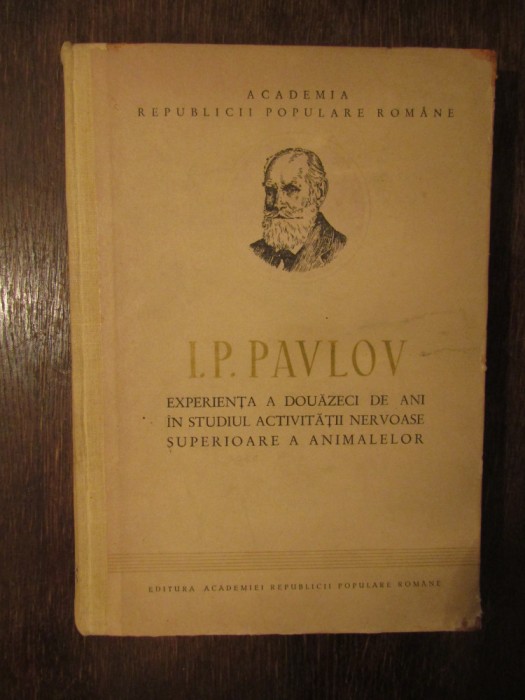 ACADEMIA
REPUBLICII POPULARE ROMÂNE
I.P. PAVLOV
EXPERIENȚA A DOUĂZECI DE ANI
ÎN STUDIUL ACTIVITĂȚII NERVOASE
SUPERIOARE A ANIMALELOR
EDITURA ACADEMIEI REPUBLICII POPULARE ROMÂNE